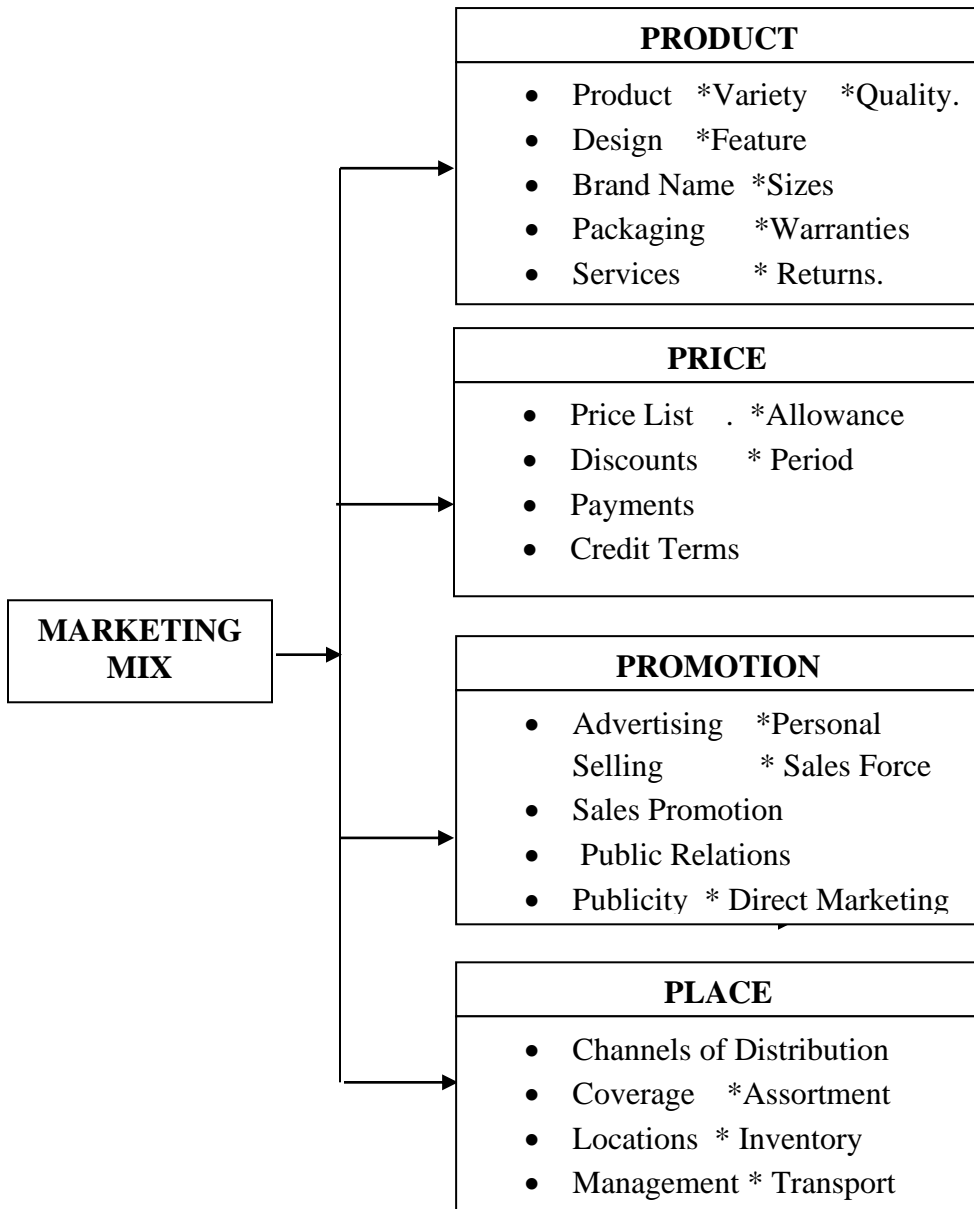 PRODUCT
• Product *Variety *Quality.
• Design *Feature
• Brand Name *Sizes
• Packaging *Warranties
• Services * Returns.
PRICE
• Price List . *Allowance
• Discounts * Period
• Payments
• Credit Terms
MARKETING
MIX
PROMOTION
• Advertising *Personal
Selling * Sales Force
• Sales Promotion
• Public Relations
• Publicity * Direct Marketing
PLACE
• Channels of Distribution
• Coverage *Assortment
• Locations * Inventory
• Management * Transport